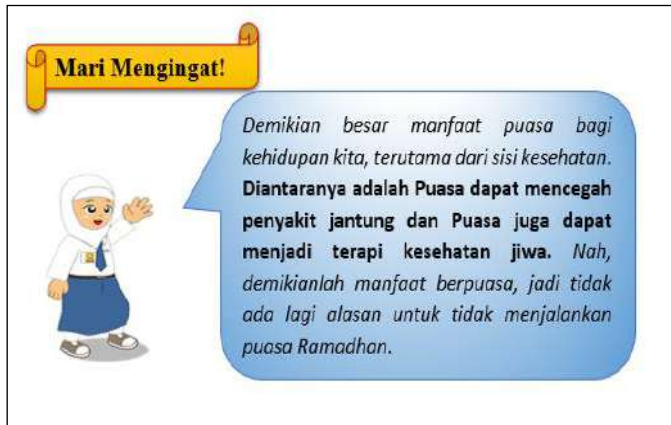 Mari Mengingat!
Demikian besar manfaat puasa bagi
kehidupan kita, terutama dari sisi kesehatan.
Diantaranya adalah Puasa dapat mencegah
penyakit jantung dan Puasa juga dapat
menjadi terapi kesehatan jiwa. Nah,
demikianlah manfaat berpuasa, jadi tidak
ada lagi alasan untuk tidak menjalankan
puasa Ramadhan.